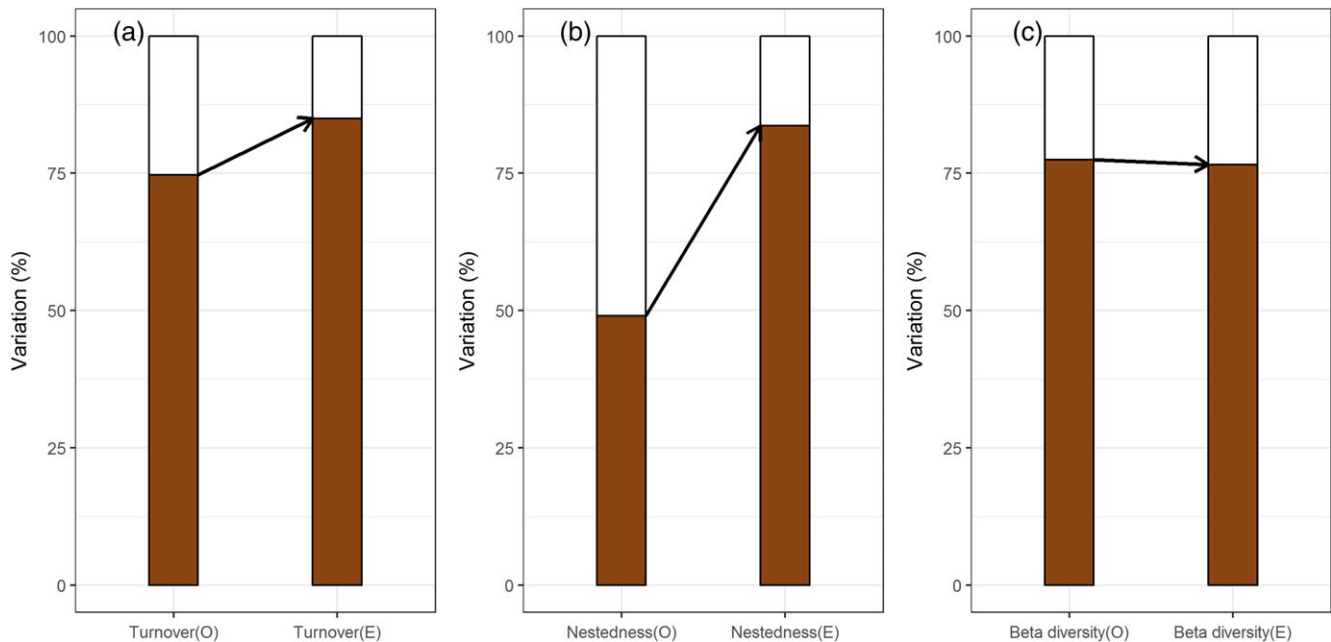 (a)
Variation (%)
100
75
50
25
0
Turnover(O) Turnover(E)
(b)
Variation (%)
100
75
50
25
0
Nestedness(O) Nestedness(E)
(c)
Variation (%)
100
75
50
25
0
Beta diversity(O) Beta diversity(E)